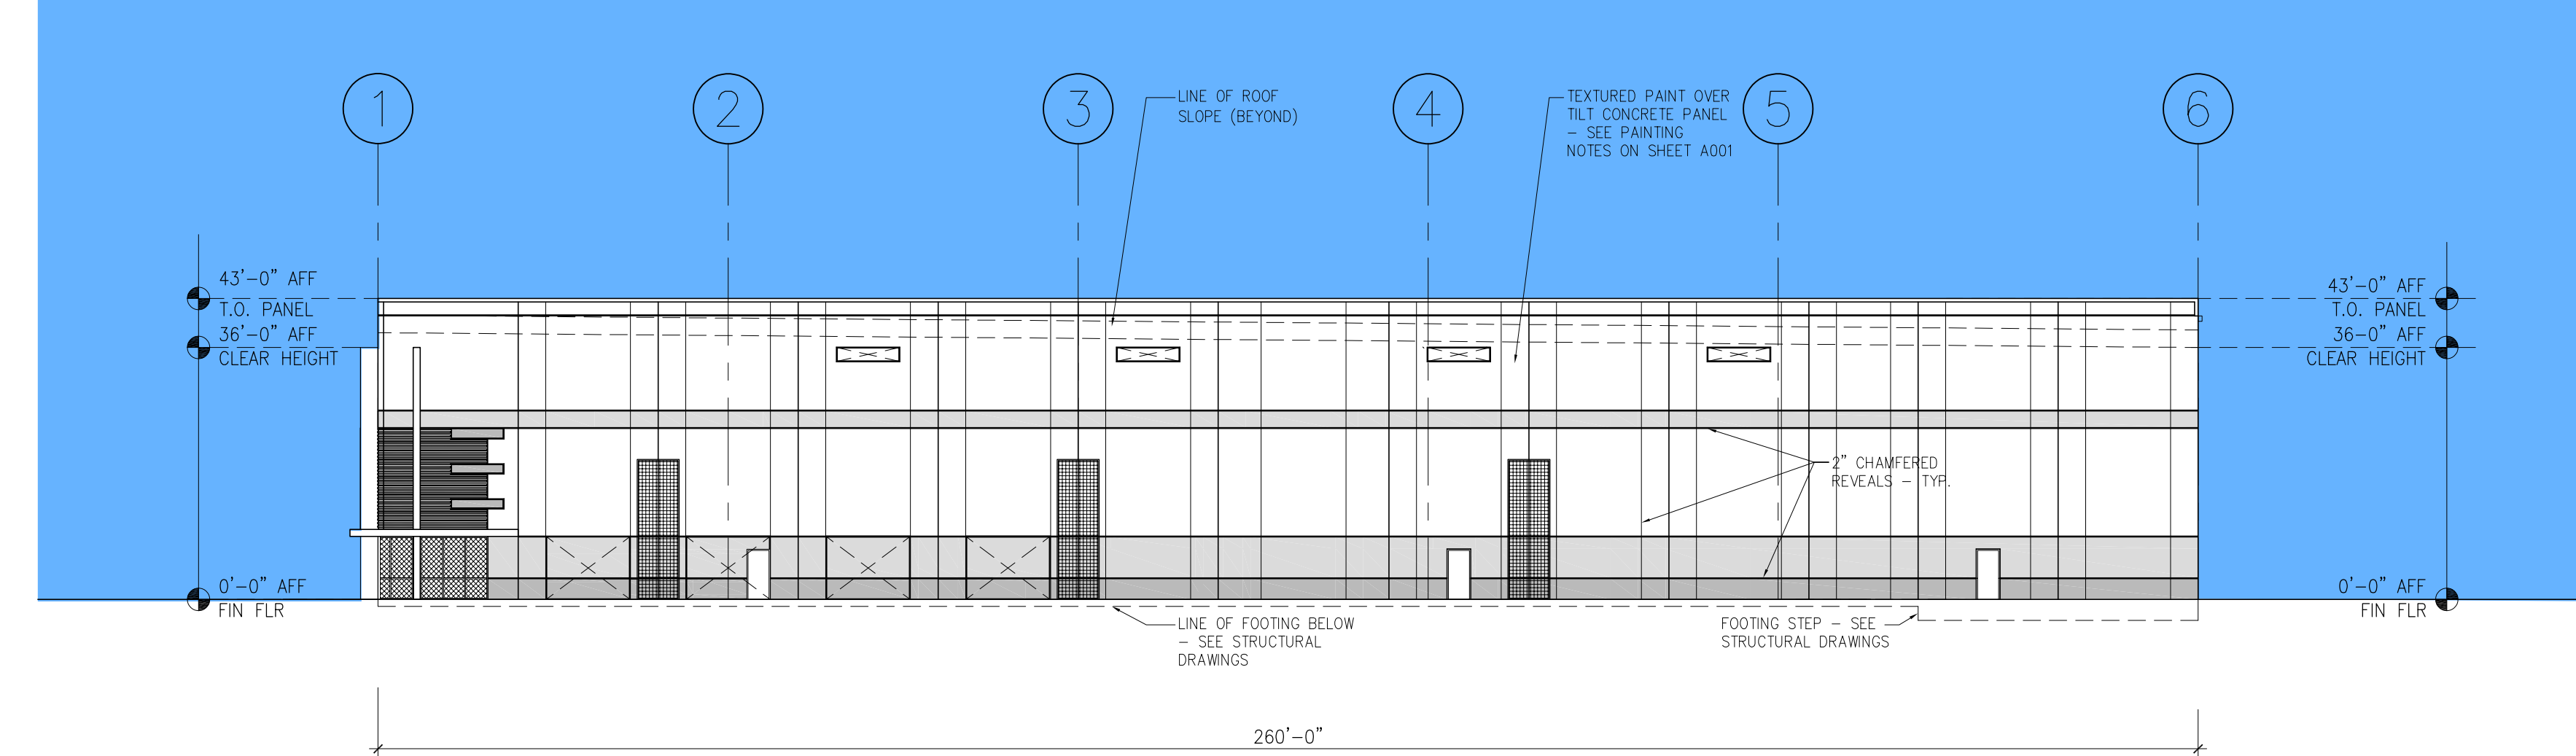 1
2
3
4
5
6
LINE OF ROOF
SLOPE (BEYOND)
TEXTURED PAINT OVER
TILT CONCRETE PANEL
– SEE PAINTING
NOTES ON SHEET A001
43'–0" AFF
T.O. PANEL
36'–0" AFF
CLEAR HEIGHT
43'–0" AFF
T.O. PANEL
36–0" AFF
CLEAR HEIGHT
2" CHAMFERED
REVEALS – TYP.
0'–0" AFF
FIN FLR
0'–0" AFF
FIN FLR
LINE OF FOOTING BELOW
– SEE STRUCTURAL
DRAWINGS
FOOTING STEP – SEE
STRUCTURAL DRAWINGS
260'–0"